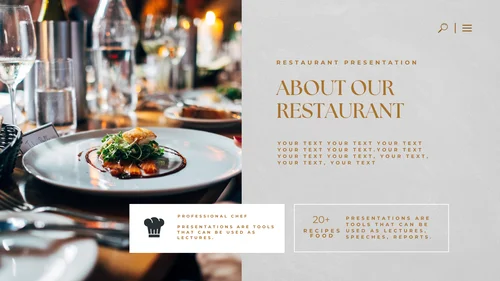 RESTAURANT PRESENTATION
ABOUT OUR
RESTAURANT
YOUR TEXT YOUR TEXT YOUR TEXT
YOUR TEXT YOUR TEXT,YOUR TEXT
YOUR TEXT YOUR TEXT, YOUR TEXT,
YOUR TEXT, YOUR TEXT
PROFESSIONAL CHEF
PRESENTATIONS ARE TOOLS
THAT CAN BE USED AS
LECTURES.
20+
RECIPES
FOOD
PRESENTATIONS ARE
TOOLS THAT CAN BE
USED AS LECTURES,
SPEECHES, REPORTS.